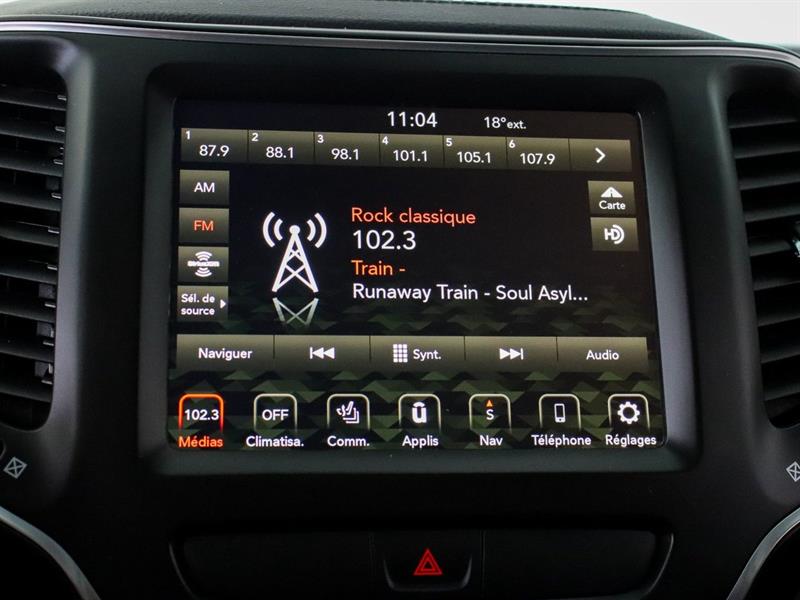 11:04 18° ext.
1 87.9 2 88.1 3 98.1 4 101.1 5 105.1 6 107.9
AM
Carte
FM
HD
Rock classique
102.3
Train -
Runaway Train - Soul Asyl...
SiriusXM
Sél. de
source
Naviguer Synt. Audio
102.3 OFF ū S
Médias Climatisa. Comm. Applis Nav Téléphone Réglages